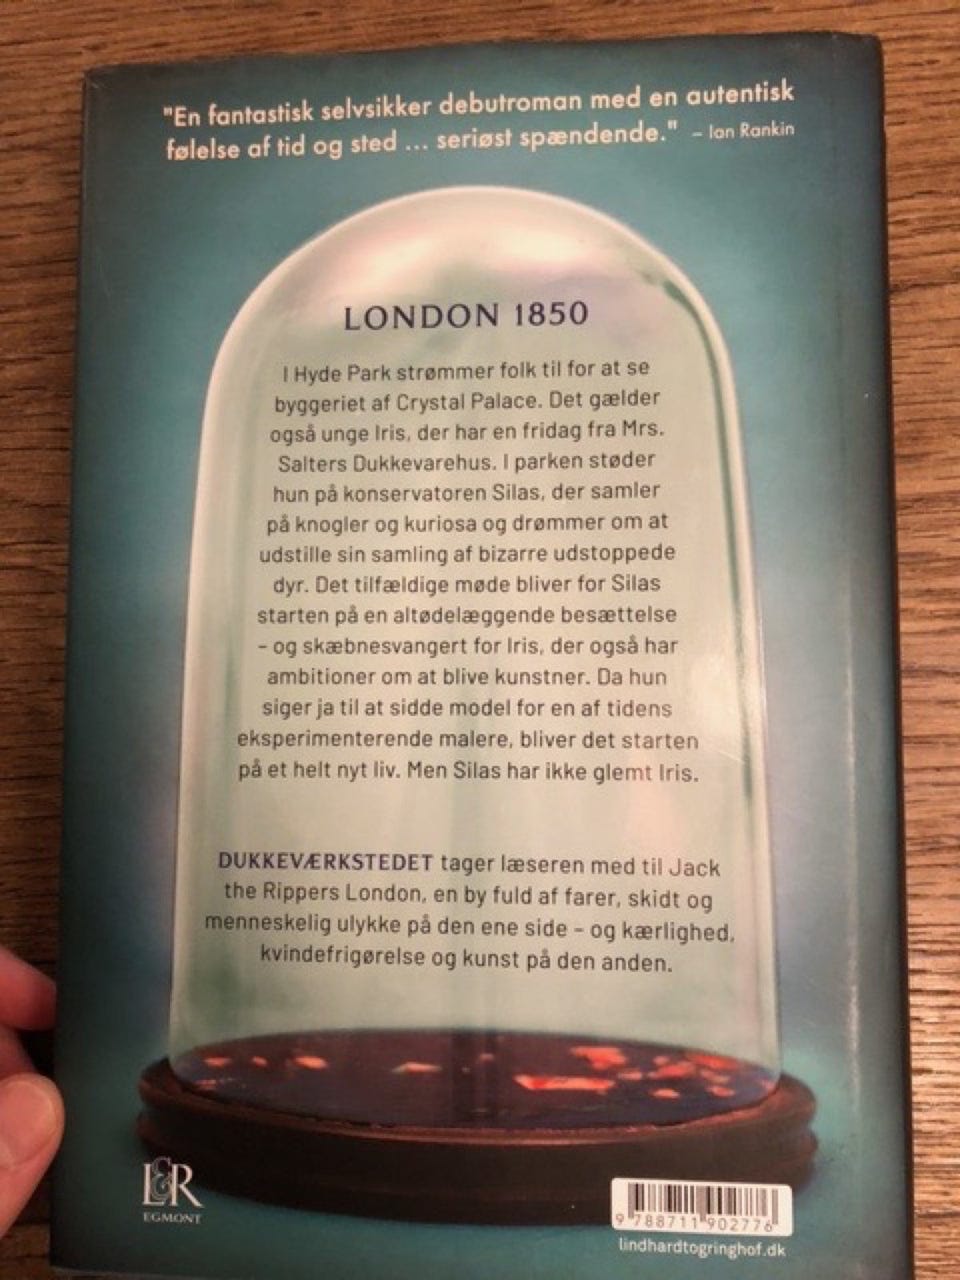 "En fantastisk selvsikker debutroman med en autentisk
følelse af tid og sted ... seriøst spændende." – Ian Rankin
LONDON 1850
I Hyde Park strømmer folk til for at se
byggeriet af Crystal Palace. Det gælder
også unge Iris, der har en fridag fra Mrs.
Salters Dukkevarehus. I parken støder
hun på konservatoren Silas, der samler
på knogler og kuriosa og drømmer om at
udstille sin samling af bizarre udstoppede
dyr. Det tilfældige møde bliver for Silas
starten på en altødelæggende besættelse
– og skæbnesvangert for Iris, der også har
ambitioner om at blive kunstner. Da hun
siger ja til at sidde model for en af tidens
eksperimenterende malere, bliver det starten
på et helt nyt liv. Men Silas har ikke glemt Iris.
DUKKEVÆRKSTEDET tager læseren med til Jack
the Rippers London, en by fuld af farer, skidt og
menneskelig ulykke på den ene side – og kærlighed,
kvindefrigørelse og kunst på den anden.
L&R
EGMONT
9 788711 902776
lindhardtogringhof.dk